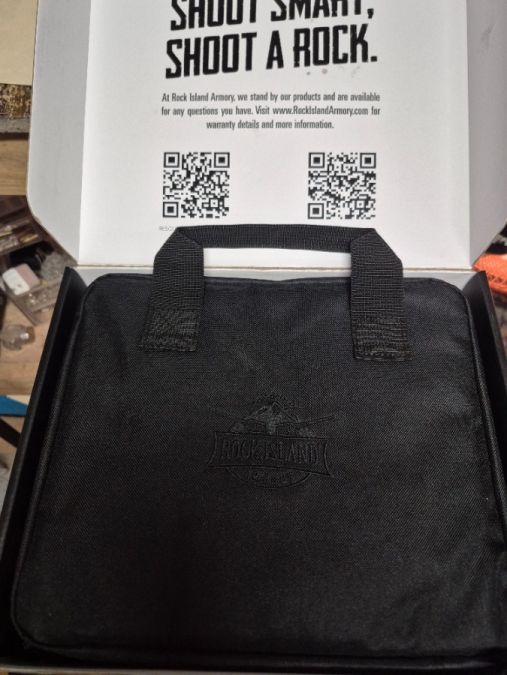 SHOOT SMART,
SHOOT A ROCK.
At Rock Island Armory, we stand by our products and are available
for any questions you have. Visit www.RockIslandArmory.com for
warranty details and more information.
ROCK ISLAND